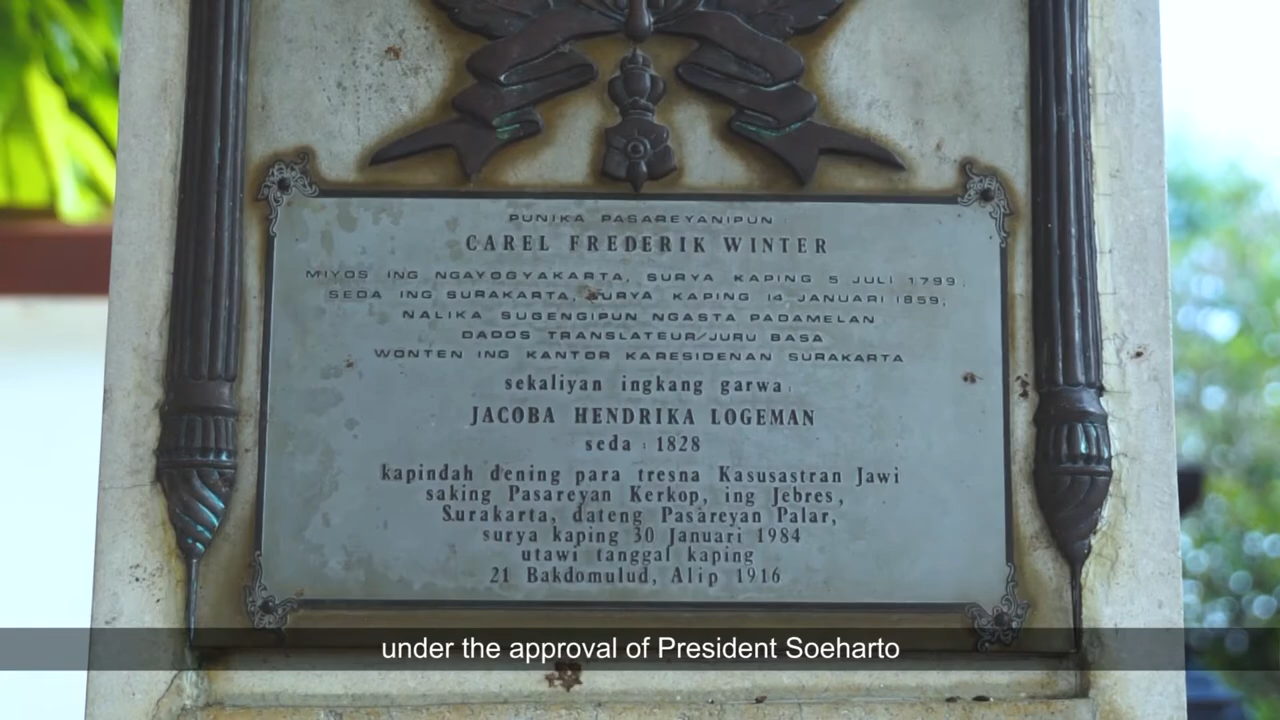 PUNIKA PASAREYANIPUN
CAREL FREDERIK WINTER
MIYOS ING NGAYOGYAKARTA, SURYA KAPING 5 JULI 1799,
SEDA ING SURAKARTA, SURYA KAPING 14 JANUARI 1859,
NALIKA SUGENGIPUN NGASTA PADAMELAN
DADOS TRANSLATEUR/JURU BASA
WONTEN ING KANTOR KARESIDENAN SURAKARTA
sekaliyan ingkang garwa:
JACOBA HENDRIKA LOGEMAN
seda : 1828
kapindah dening para tresna Kasusastran Jawi
saking Pasareyan Kerkop, ing Jebres,
Surakarta, dateng Pasareyan Palar,
surya kaping 30 Januari 1984
utawi tanggal kaping
21 Bakdomulud, Alip 1916
under the approval of President Soeharto